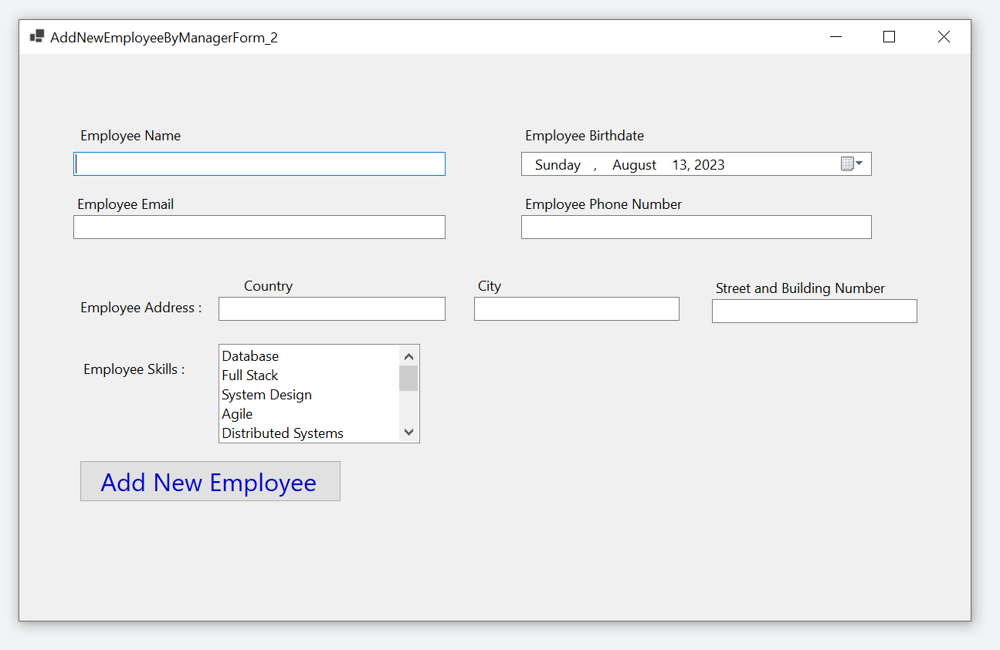 AddNewEmployeeByManagerForm_2
Employee Name
Employee Birthdate
Sunday , August 13, 2023
Employee Email
Employee Phone Number
Country
City
Street and Building Number
Employee Address :
Employee Skills :
Database
Full Stack
System Design
Agile
Distributed Systems
Add New Employee